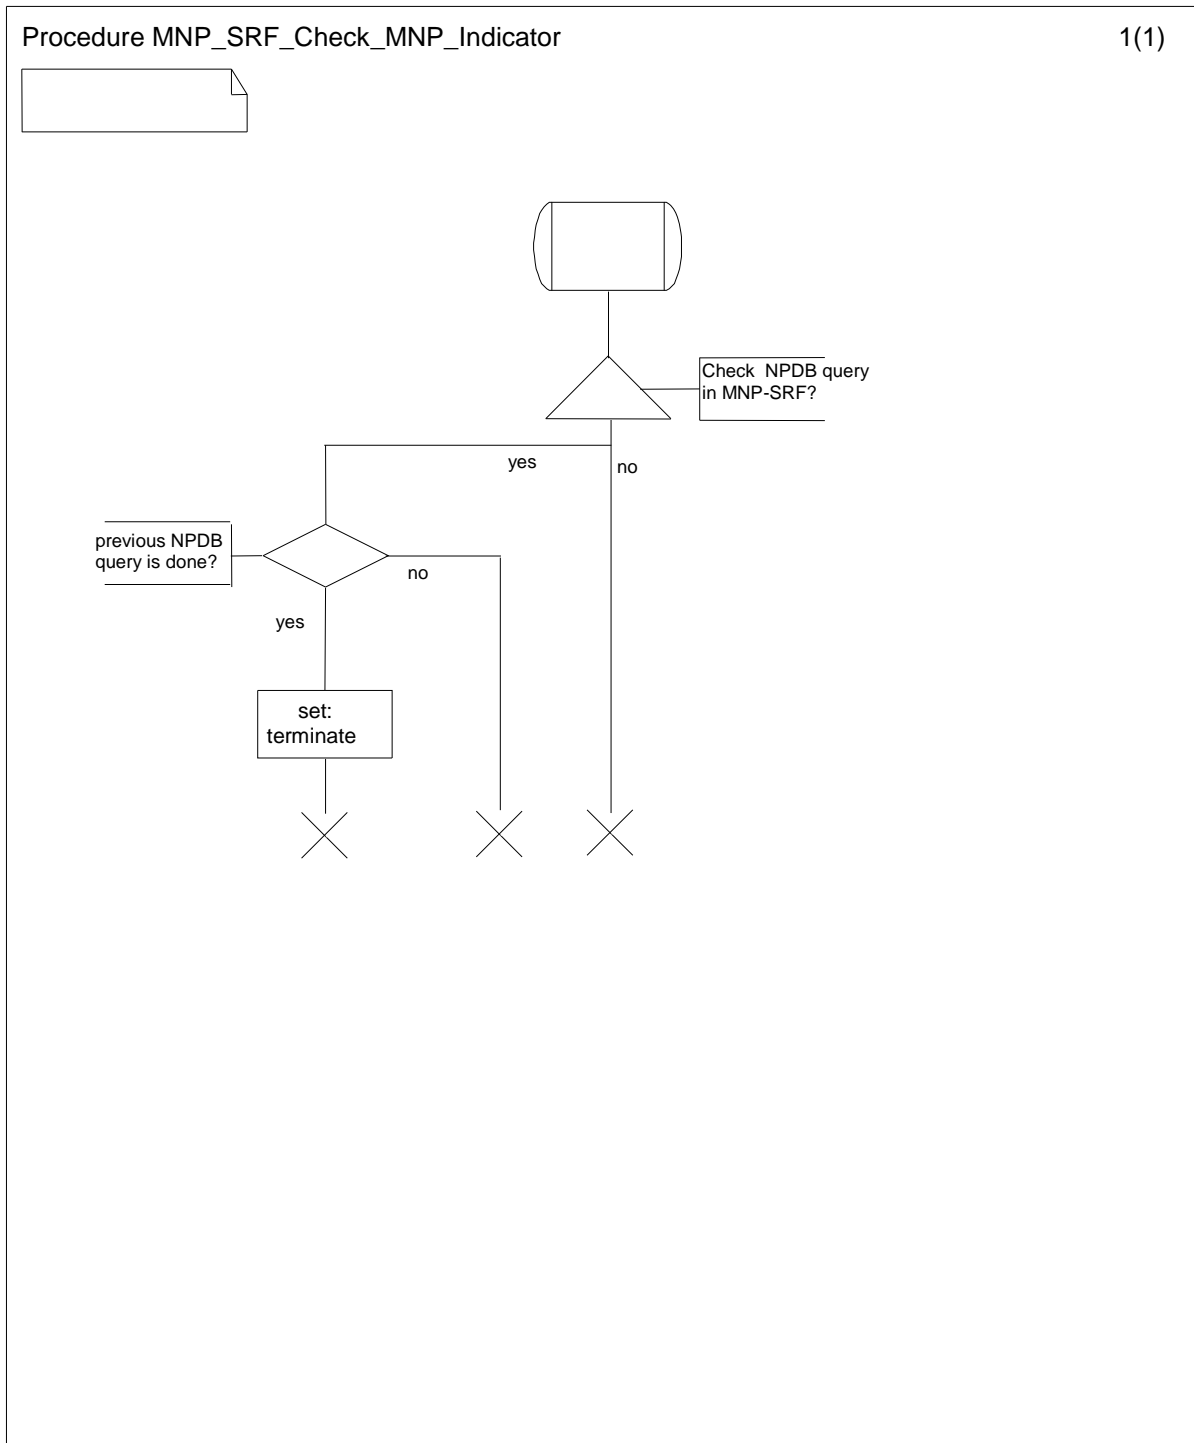 Procedure MNP_SRF_Check_MNP_Indicator
1(1)
Check NPDB query
in MNP-SRF?
yes
no
previous NPDB
query is done?
no
yes
set:
terminate